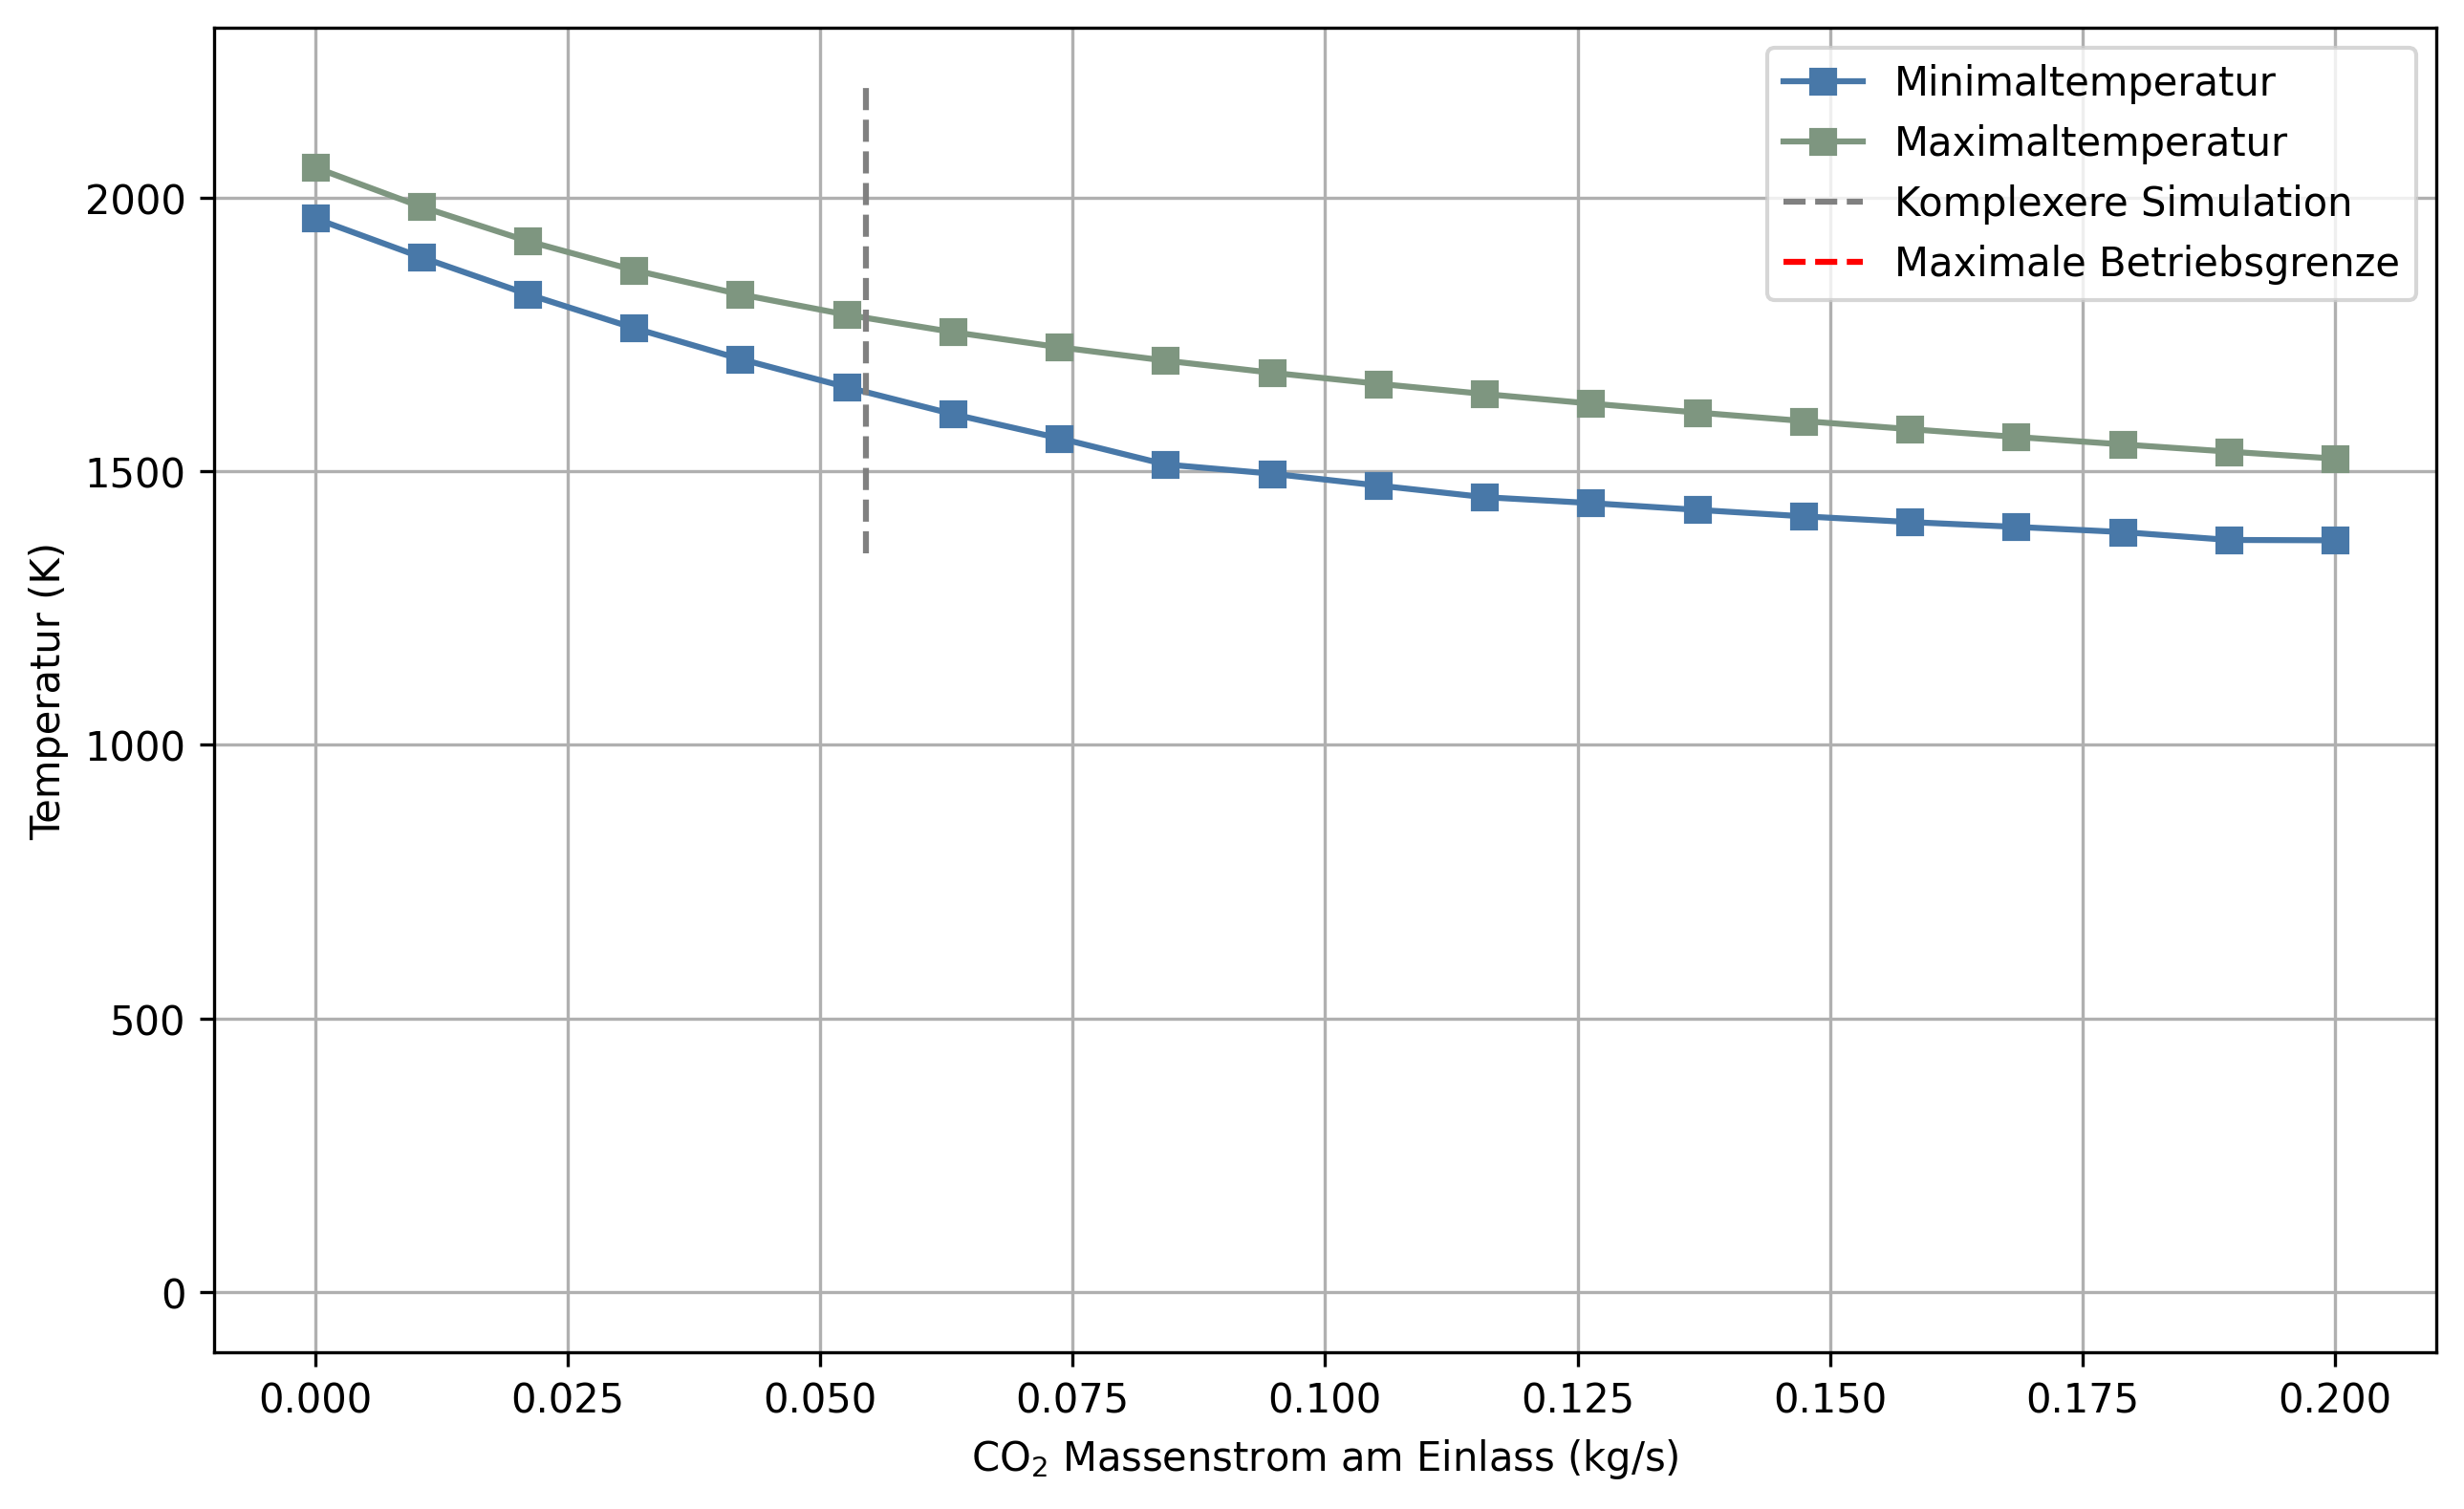 Minimaltemperatur
Maximaltemperatur
Komplexere Simulation
Maximale Betriebsgrenze
Temperatur (K)
2000
1500
1000
500
0
0.000 0.025 0.050 0.075 0.100 0.125 0.150 0.175 0.200
CO₂ Massenstrom am Einlass (kg/s)